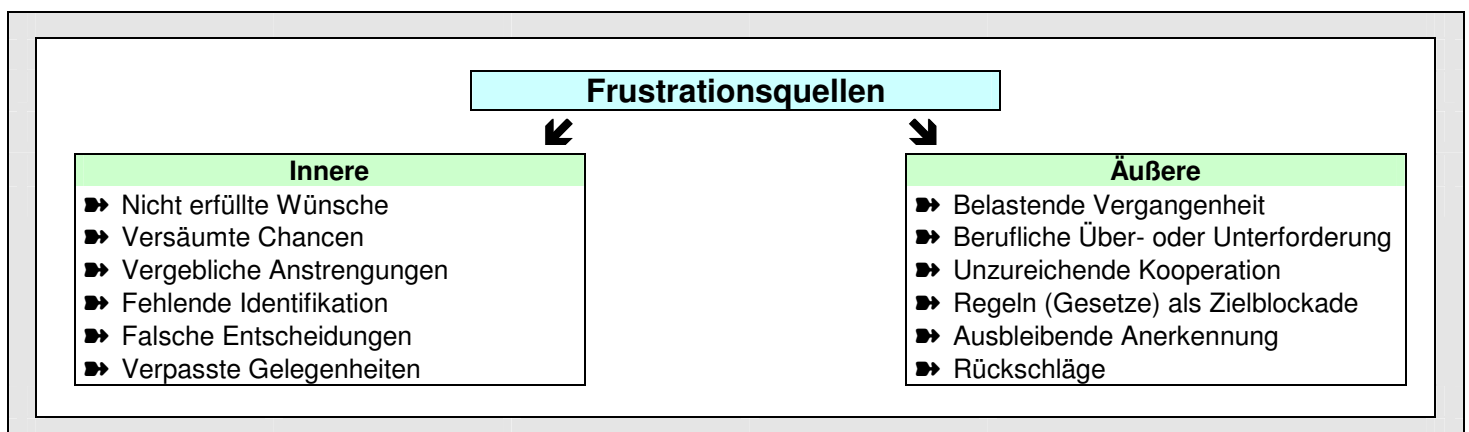 Frustrationsquellen
Innere
➽ Nicht erfüllte Wünsche
➽ Versäumte Chancen
➽ Vergebliche Anstrengungen
➽ Fehlende Identifikation
➽ Falsche Entscheidungen
➽ Verpasste Gelegenheiten
Äußere
➽ Belastende Vergangenheit
➽ Berufliche Über- oder Unterforderung
➽ Unzureichende Kooperation
➽ Regeln (Gesetze) als Zielblockade
➽ Ausbleibende Anerkennung
➽ Rückschläge